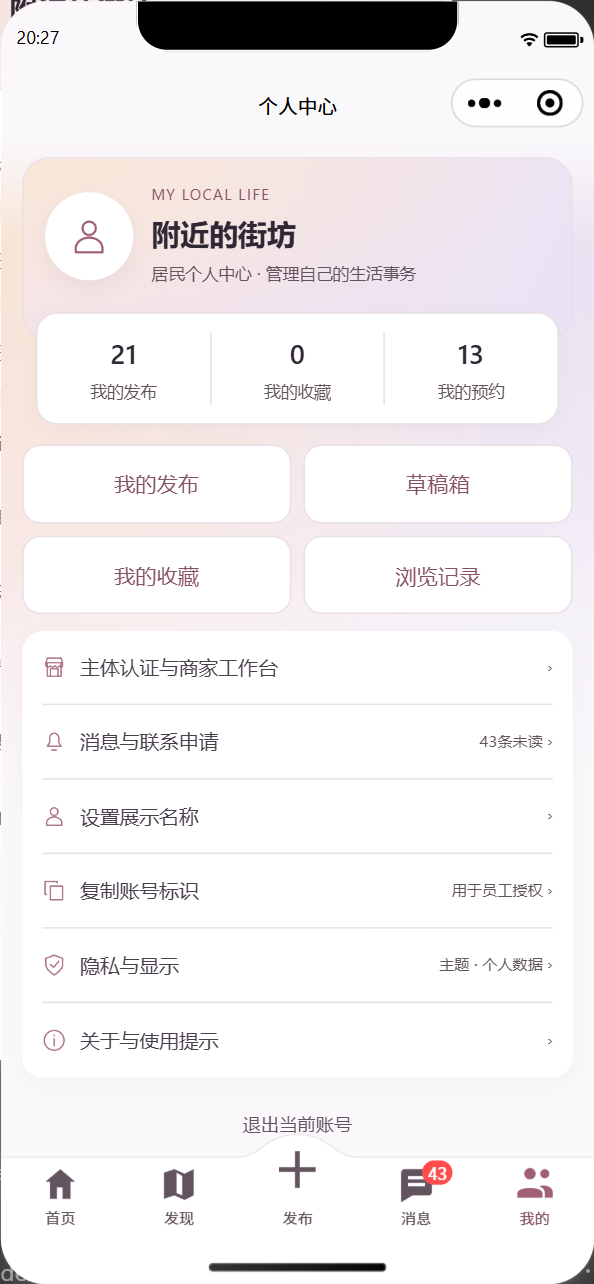 20:27
个人中心
MY LOCAL LIFE
附近的街坊
居民个人中心 · 管理自己的生活事务
21 0 13
我的发布 我的收藏 我的预约
我的发布 草稿箱
我的收藏 浏览记录
主体认证与商家工作台 ›
消息与联系申请 43条未读 ›
设置展示名称 ›
复制账号标识 用于员工授权 ›
隐私与显示 主题 · 个人数据 ›
关于与使用提示 ›
退出当前账号
43
首页 发现 发布 消息 我的